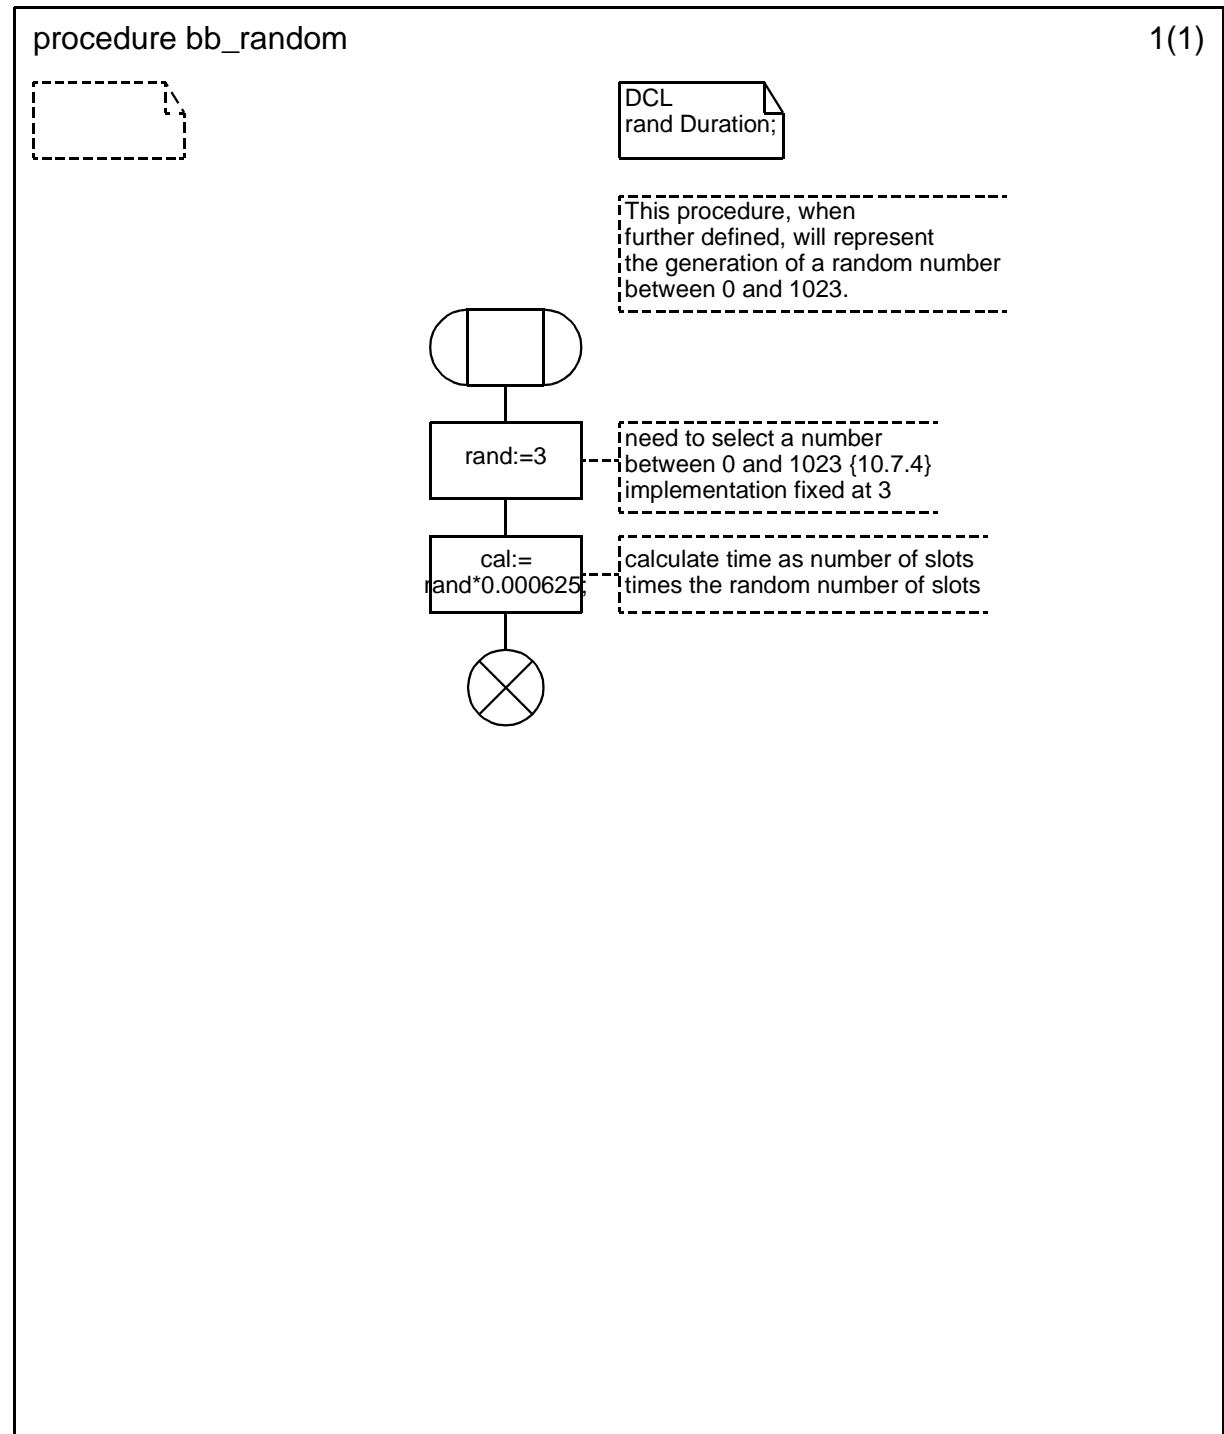 procedure bb_random
1(1)
DCL
rand Duration;
This procedure, when
further defined, will represent
the generation of a random number
between 0 and 1023.
rand:=3
need to select a number
between 0 and 1023 {10.7.4}
implementation fixed at 3
cal:=
rand*0.000625;
calculate time as number of slots
times the random number of slots